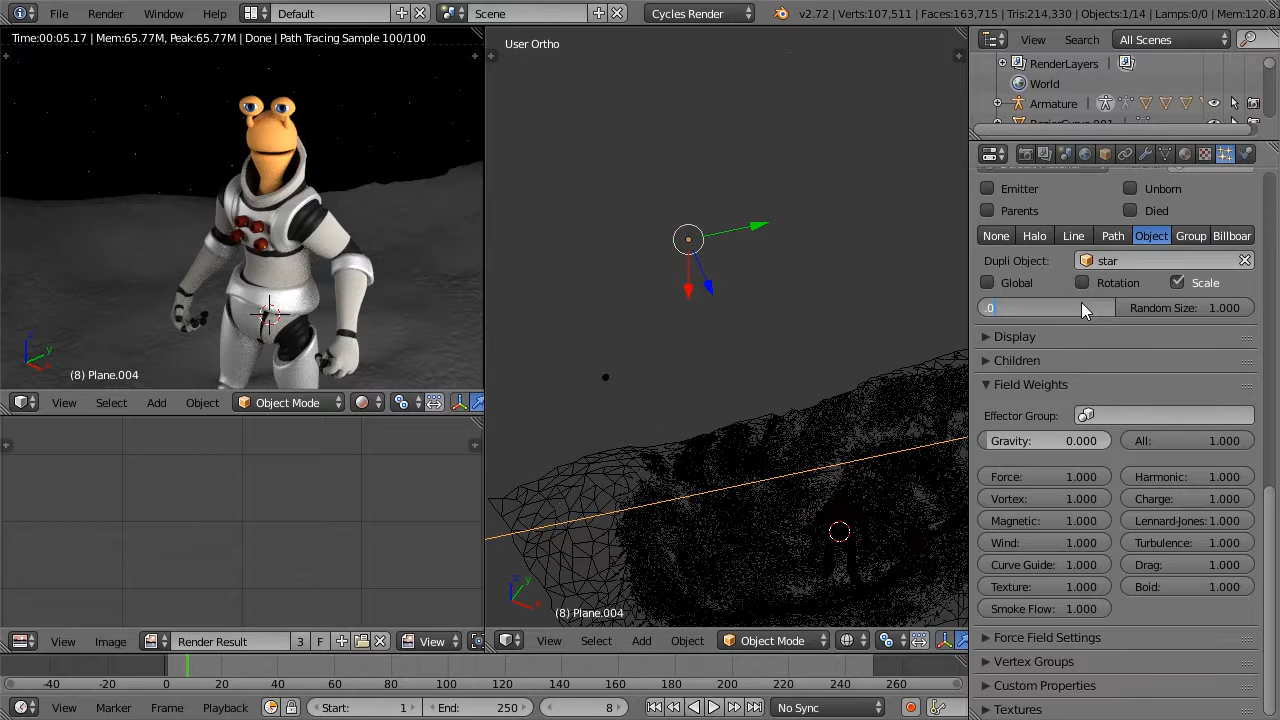 File Render Window Help Default Scene Cycles Render v2.72 | Verts:107,511 | Faces:163,715 | Tris:214,330 | Objects:1/14 | Lamps:0/0 | Mem:120.8
Time:00:05.17 | Mem:65.77M, Peak:65.77M | Done | Path Tracing Sample 100/100
User Ortho
View Search All Scenes
RenderLayers
World
Armature
Emitter Unborn
Parents Died
None Halo Line Path Object Group Billboar
Dupli Object: star
Global Rotation Scale
.0 Random Size: 1.000
Display
Children
Field Weights
Effector Group:
Gravity: 0.000 All: 1.000
Force: 1.000 Harmonic: 1.000
Vortex: 1.000 Charge: 1.000
Magnetic: 1.000 Lennard-Jones: 1.000
Wind: 1.000 Turbulence: 1.000
Curve Guide: 1.000 Drag: 1.000
Texture: 1.000 Boid: 1.000
Smoke Flow: 1.000
Force Field Settings
Vertex Groups
Custom Properties
Textures
z y x
(8) Plane.004
View Select Add Object Object Mode
z y x
(8) Plane.004
View Image Render Result 3 F View
View Select Add Object Object Mode
-40 -20 0 20 40 60 80 100 120 140 160 180 200 220 240 260
View Marker Frame Playback Start: 1 End: 250 8 No Sync